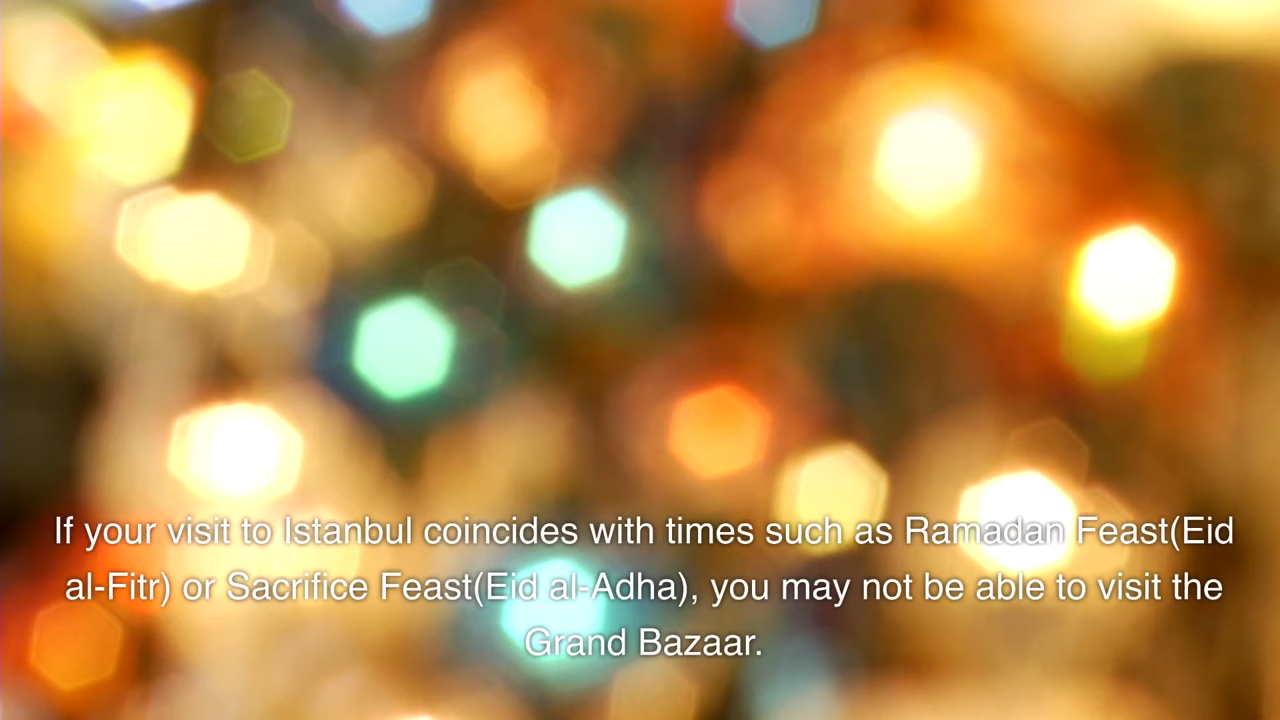 If your visit to Istanbul coincides with times such as Ramadan Feast(Eid
al-Fitr) or Sacrifice Feast(Eid al-Adha), you may not be able to visit the
Grand Bazaar.